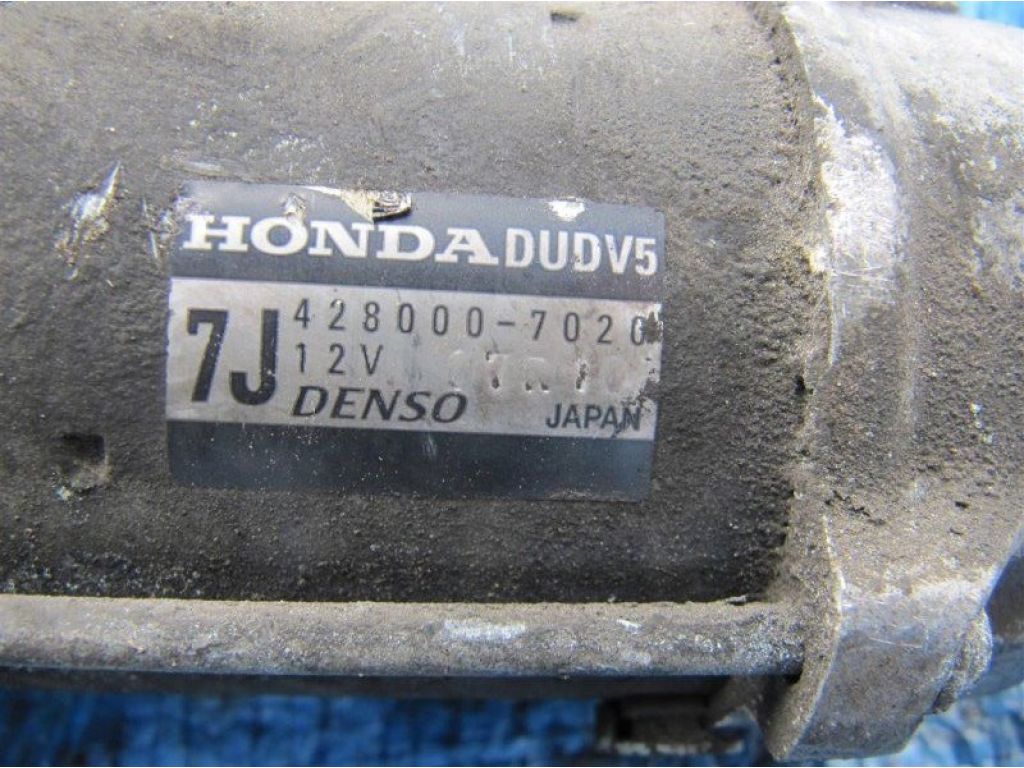 HONDA DUDV5
7J 428000-7020
12V
DENSO JAPAN